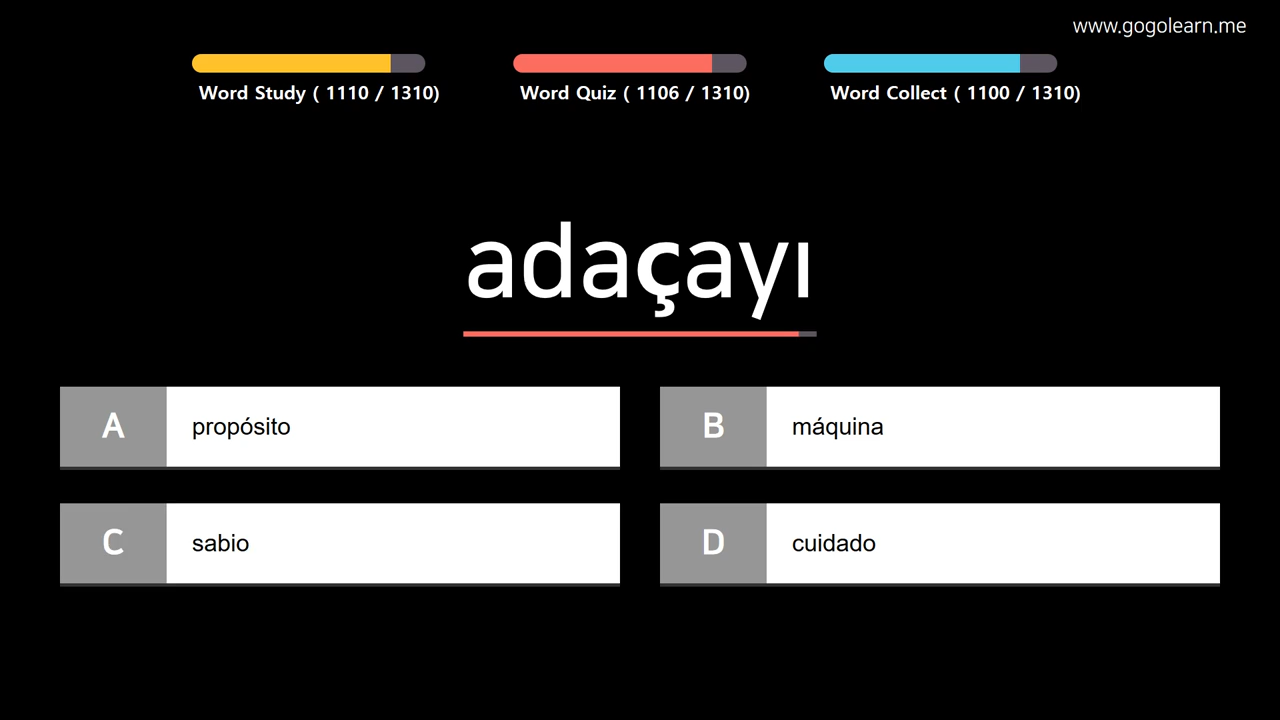 www.gogolearn.me
Word Study ( 1110 / 1310)
Word Quiz ( 1106 / 1310)
Word Collect ( 1100 / 1310)
adaçayı
A propósito
B máquina
C sabio
D cuidado